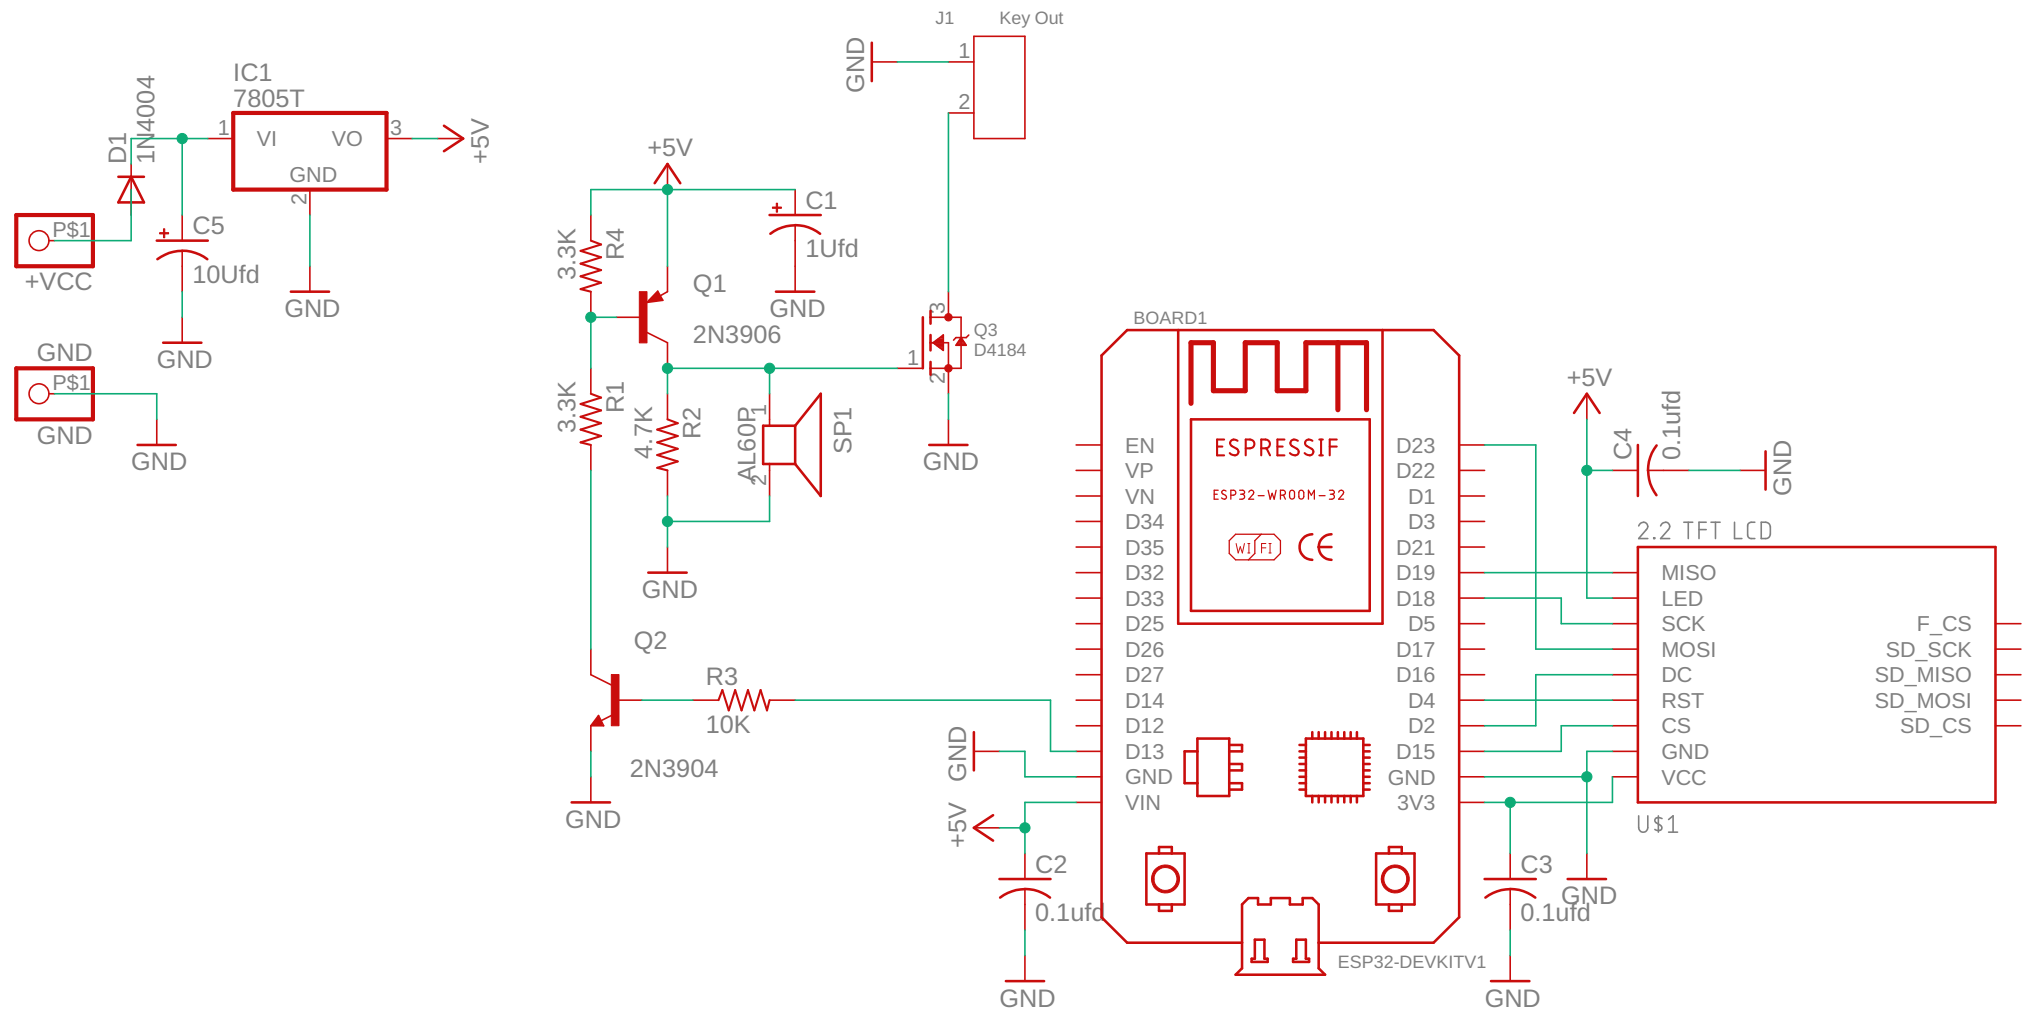 J1
Key Out
GND
1
2
IC1
7805T
1
VI
VO
3
GND
2
+5V
D1
1N4004
P$1
+VCC
C5
10Ufd
GND
GND
GND
P$1
GND
GND
+5V
C1
1Ufd
GND
3.3K
R4
Q1
2N3906
3.3K
R1
4.7K
R2
AL60P
1
2
SP1
GND
3
1
2
Q3
D4184
GND
Q2
2N3904
GND
R3
10K
BOARD1
ESPRESSIF
ESP32-WROOM-32
WIFI
CE
EN
VP
VN
D34
D35
D32
D33
D25
D26
D27
D14
D12
D13
GND
VIN
D23
D22
D1
D3
D21
D19
D18
D5
D17
D16
D4
D2
D15
GND
3V3
GND
+5V
C2
0.1ufd
GND
ESP32-DEVKITV1
C3
0.1ufd
GND
GND
+5V
C4
0.1ufd
GND
2.2 TFT LCD
MISO
LED
SCK
MOSI
DC
RST
CS
GND
VCC
F_CS
SD_SCK
SD_MISO
SD_MOSI
SD_CS
U$1